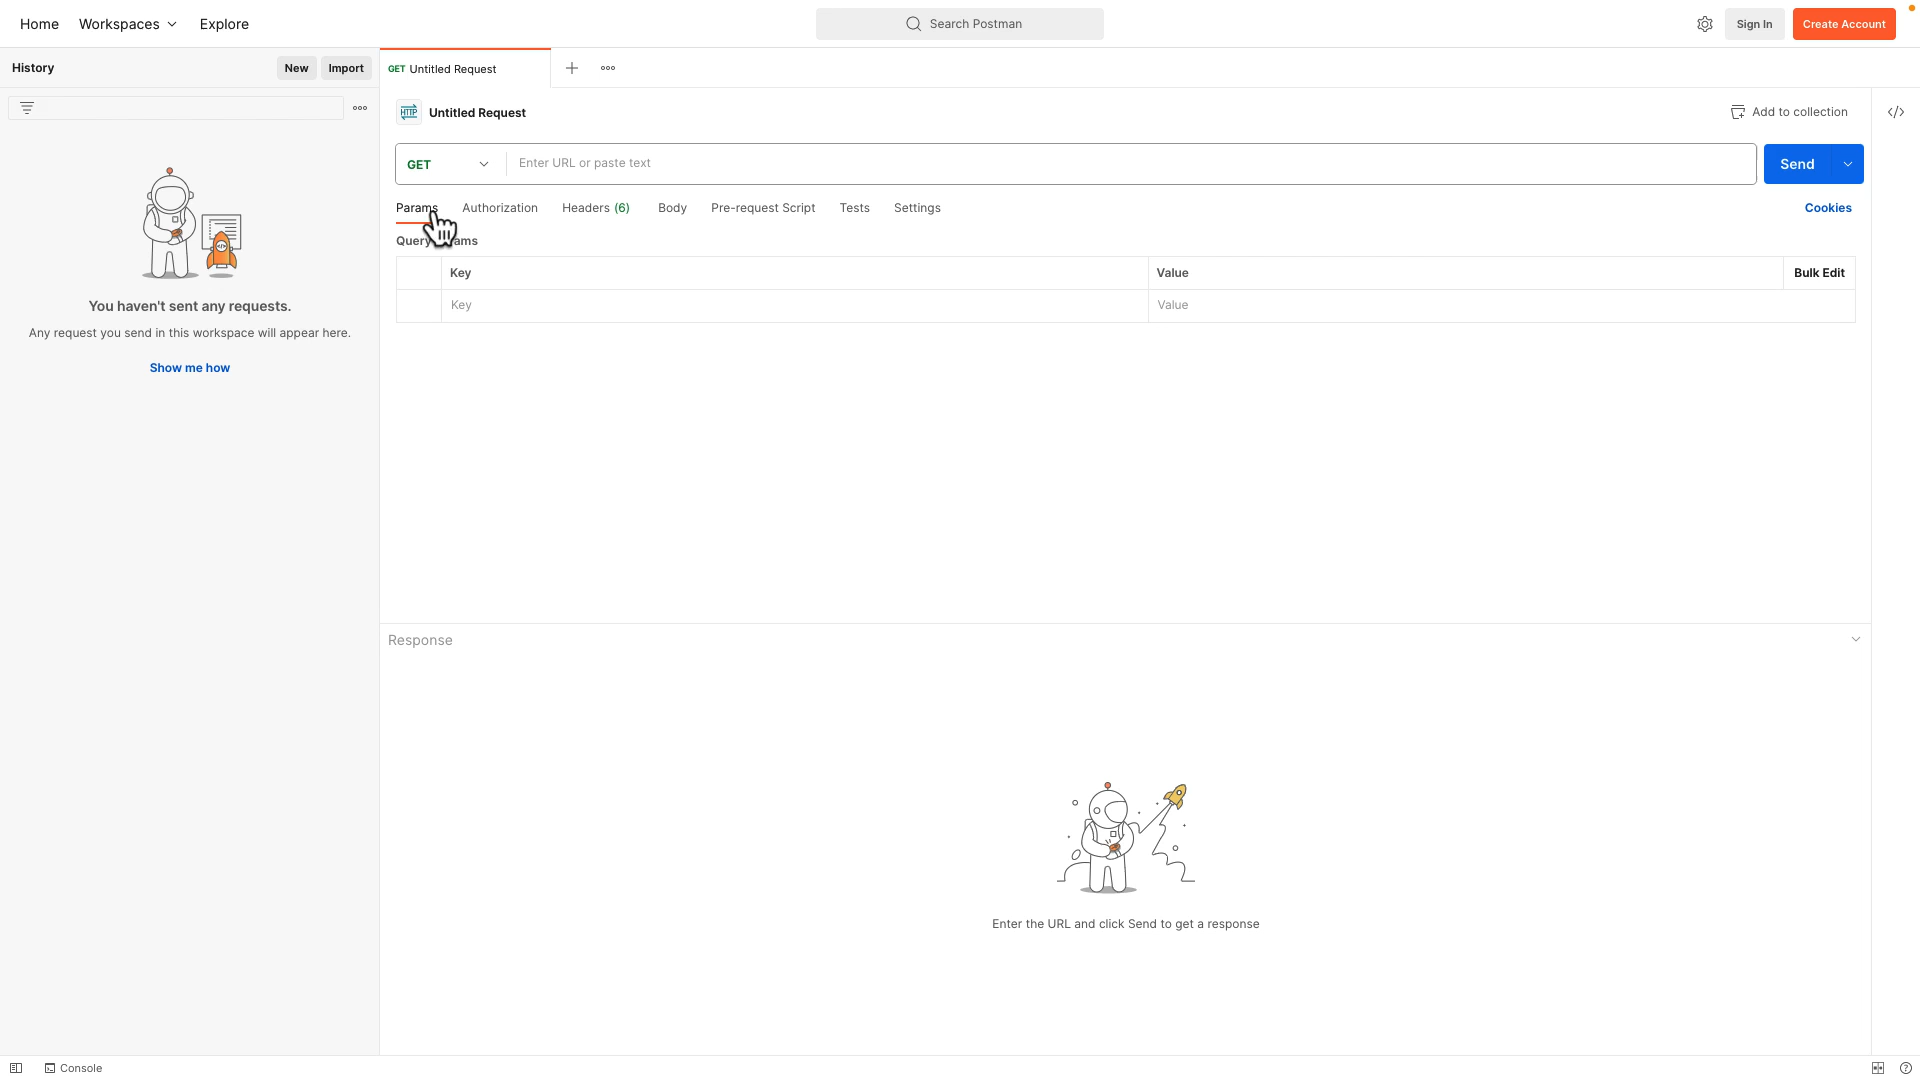 Home
Workspaces
Explore
Search Postman
Sign In
Create Account
History
New
Import
GET Untitled Request
HTTP
Untitled Request
Add to collection
</>
GET
Enter URL or paste text
Send
Params
Authorization
Headers (6)
Body
Pre-request Script
Tests
Settings
Cookies
Query
Key
Value
Bulk Edit
Key
Value
You haven't sent any requests.
Any request you send in this workspace will appear here.
Show me how
Response
Enter the URL and click Send to get a response
Console